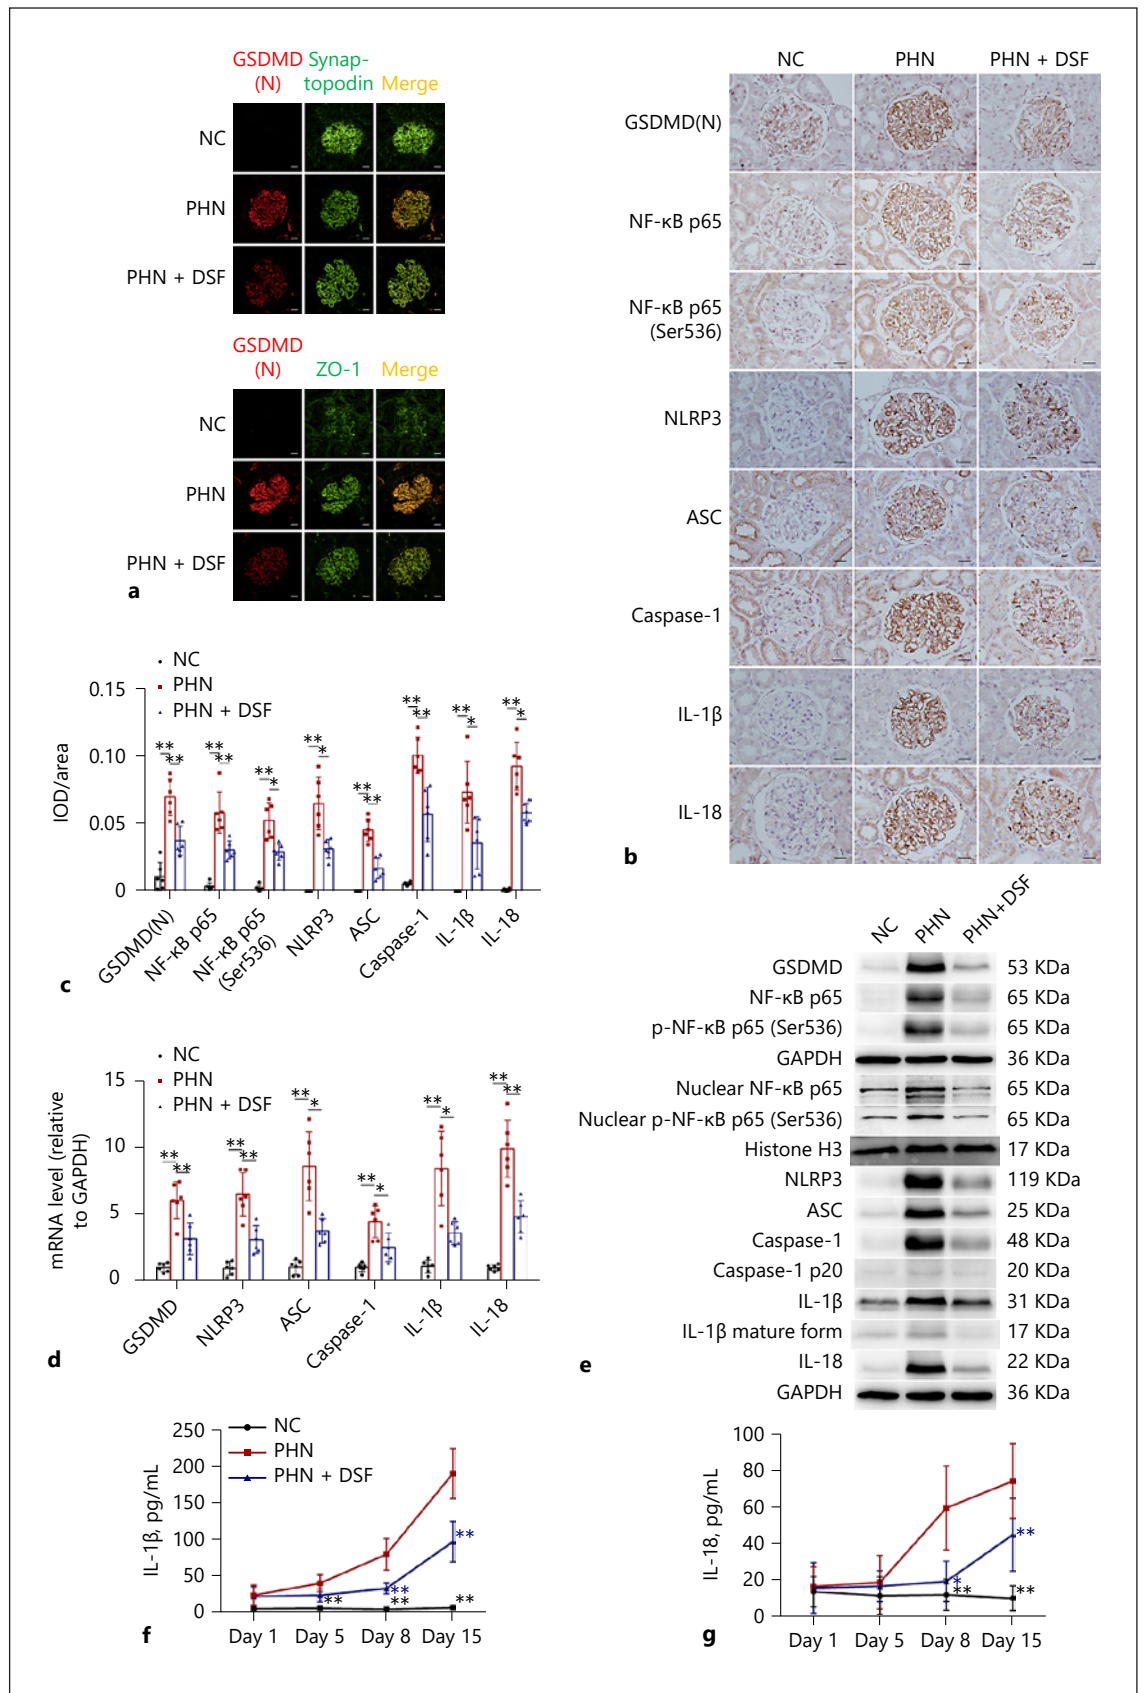 GSDMD Synap-
(N) topodin Merge
NC
PHN
PHN + DSF
GSDMD
(N) ZO-1 Merge
NC
PHN
PHN + DSF
a
NC PHN PHN + DSF
GSDMD(N)
NF-κB p65
NF-κB p65
(Ser536)
NLRP3
ASC
Caspase-1
IL-1β
IL-18
b
NC
PHN
PHN + DSF
IOD/area
0.15
0.10
0.05
0
** ** ** ** ** * ** * ** ** ** ** ** * ** *
GSDMD(N) NF-κB p65 NF-κB p65 (Ser536) NLRP3 ASC Caspase-1 IL-1β IL-18
c
NC
PHN
PHN + DSF
mRNA level (relative
to GAPDH)
15
10
5
0
** ** ** ** ** * ** * ** * ** **
GSDMD NLRP3 ASC Caspase-1 IL-1β IL-18
d
NC PHN PHN+DSF
GSDMD 53 KDa
NF-κB p65 65 KDa
p-NF-κB p65 (Ser536) 65 KDa
GAPDH 36 KDa
Nuclear NF-κB p65 65 KDa
Nuclear p-NF-κB p65 (Ser536) 65 KDa
Histone H3 17 KDa
NLRP3 119 KDa
ASC 25 KDa
Caspase-1 48 KDa
Caspase-1 p20 20 KDa
IL-1β 31 KDa
IL-1β mature form 17 KDa
IL-18 22 KDa
GAPDH 36 KDa
e
NC
PHN
PHN + DSF
IL-1β, pg/mL
250
200
150
100
50
0
** ** ** ** **
Day 1 Day 5 Day 8 Day 15
f
IL-18, pg/mL
100
80
60
40
20
0
* ** ** **
Day 1 Day 5 Day 8 Day 15
g